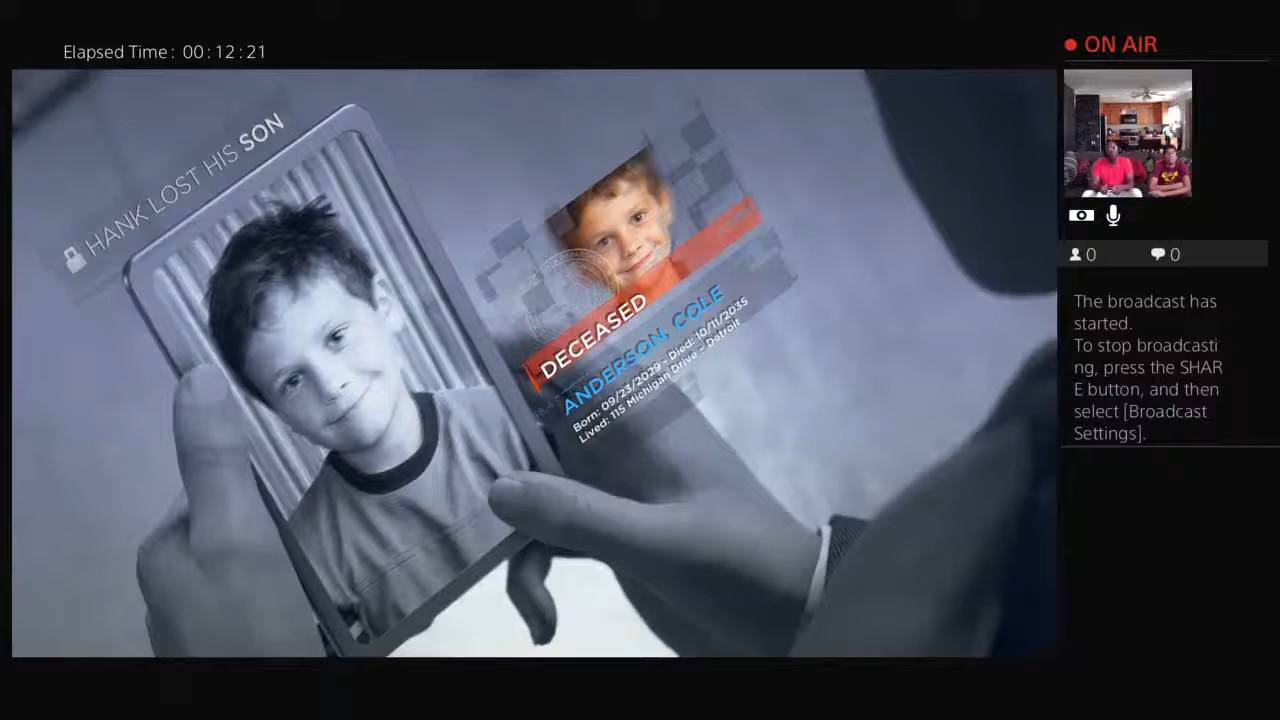 Elapsed Time: 00:12:21
ON AIR
HANK LOST HIS SON
DECEASED
ANDERSON, COLE
Born: 09/23/2029 - Died: 10/11/2035
Lived: 115 Michigan Drive - Detroit
0 0
The broadcast has
started.
To stop broadcasti
ng, press the SHAR
E button, and then
select [Broadcast
Settings].